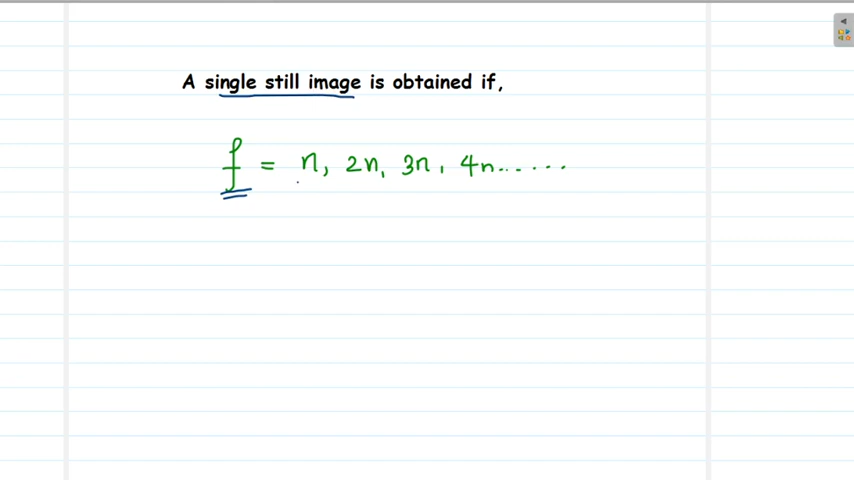 A single still image is obtained if,
f = n, 2n, 3n, 4n......